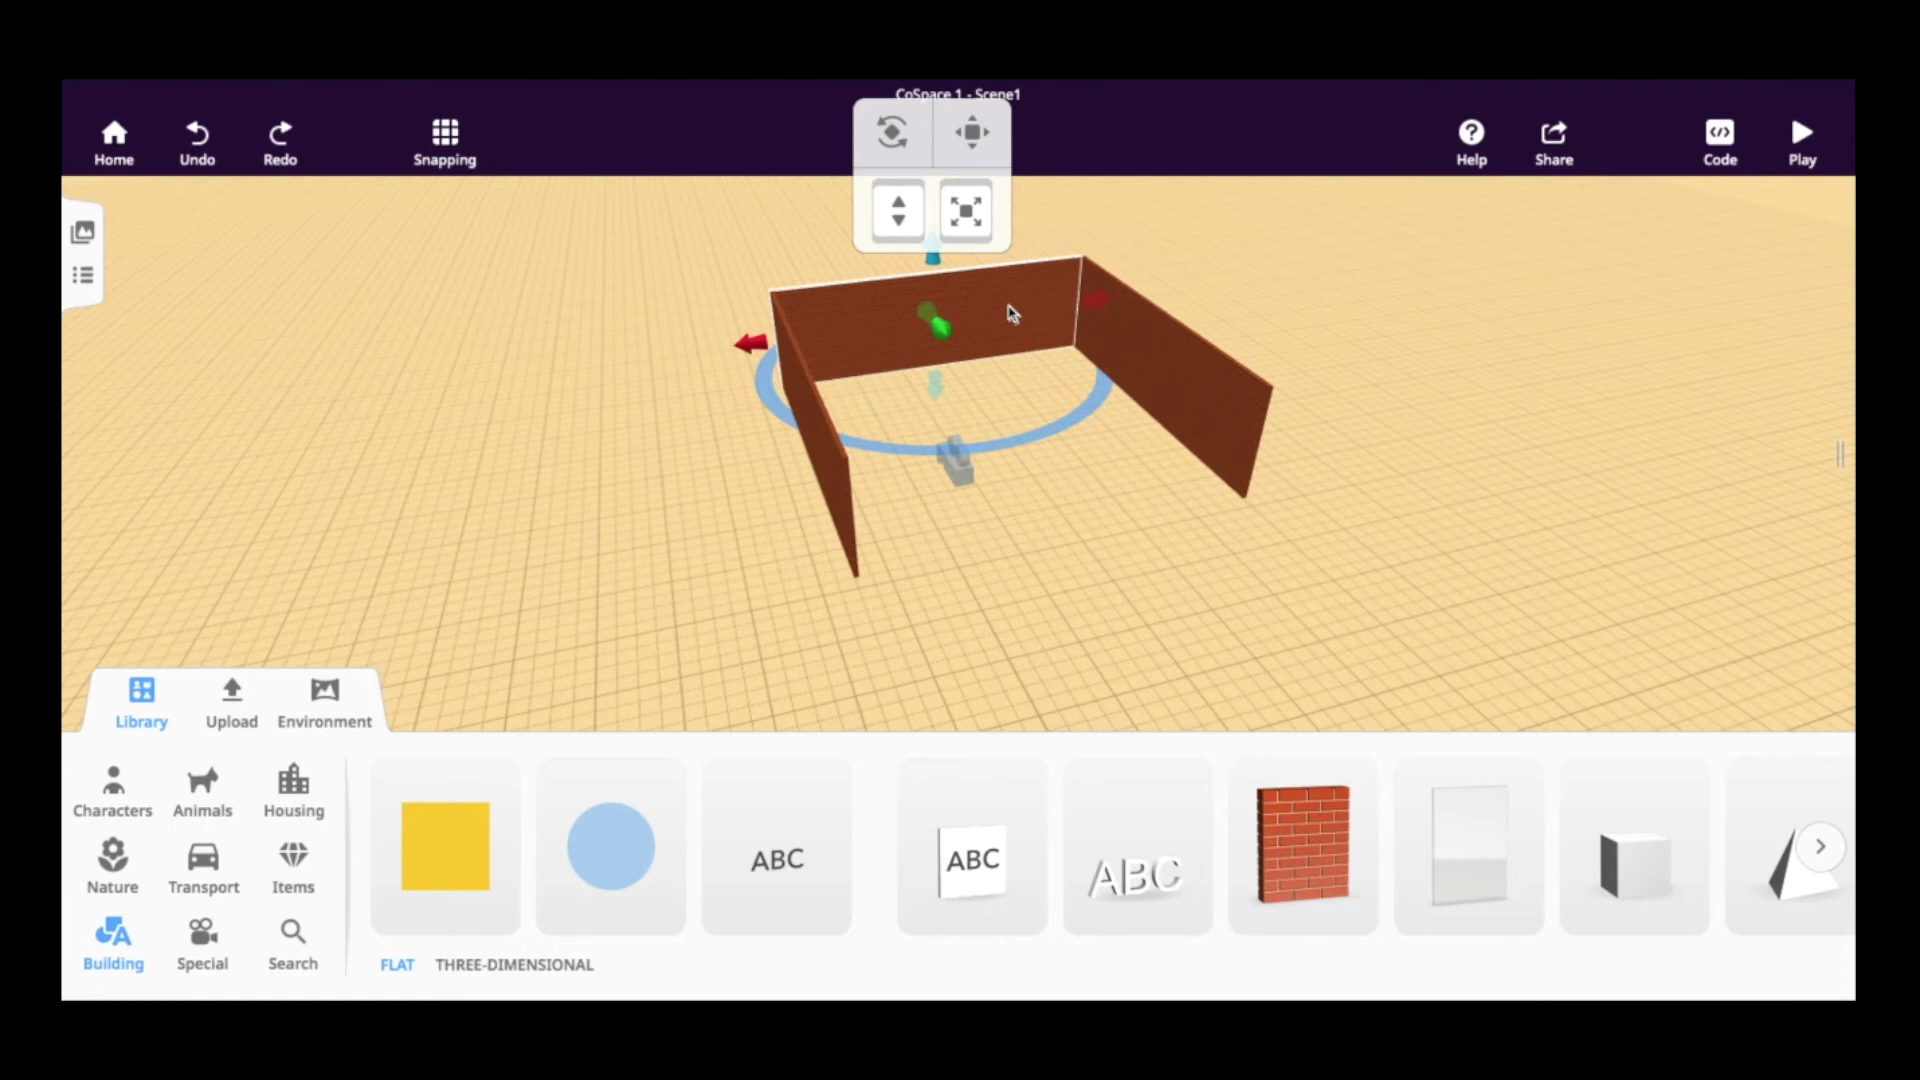 CoSpace 1 - Scene1
Home
Undo
Redo
Snapping
Help
Share
Code
Play
Library
Upload
Environment
Characters
Animals
Housing
Nature
Transport
Items
Building
Special
Search
ABC
ABC
ABC
FLAT
THREE-DIMENSIONAL